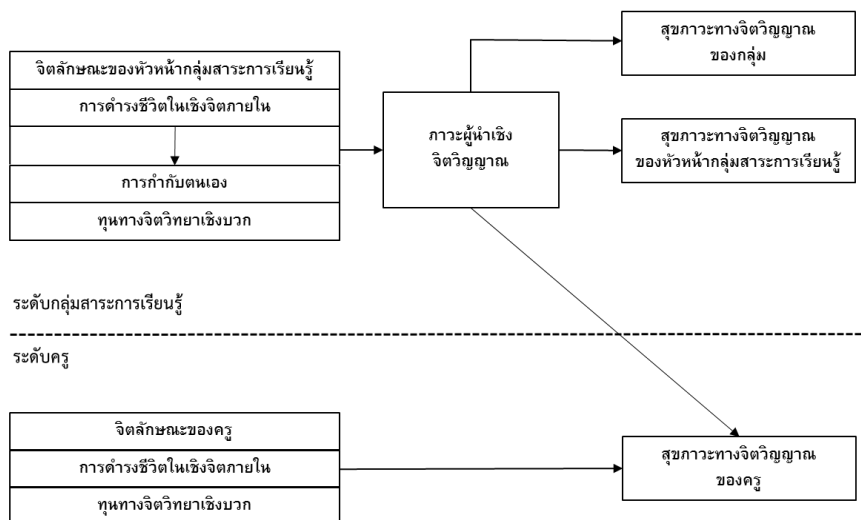 สุขภาวะทางจิตวิญญาณ
ของกลุ่ม
จิตลักษณะของหัวหน้ากลุ่มสาระการเรียนรู้
การดำรงชีวิตในเชิงจิตภายใน
การกำกับตนเอง
ทุนทางจิตวิทยาเชิงบวก
ภาวะผู้นำเชิง
จิตวิญญาณ
สุขภาวะทางจิตวิญญาณ
ของหัวหน้ากลุ่มสาระการเรียนรู้
ระดับกลุ่มสาระการเรียนรู้
ระดับครู
จิตลักษณะของครู
การดำรงชีวิตในเชิงจิตภายใน
ทุนทางจิตวิทยาเชิงบวก
สุขภาวะทางจิตวิญญาณ
ของครู